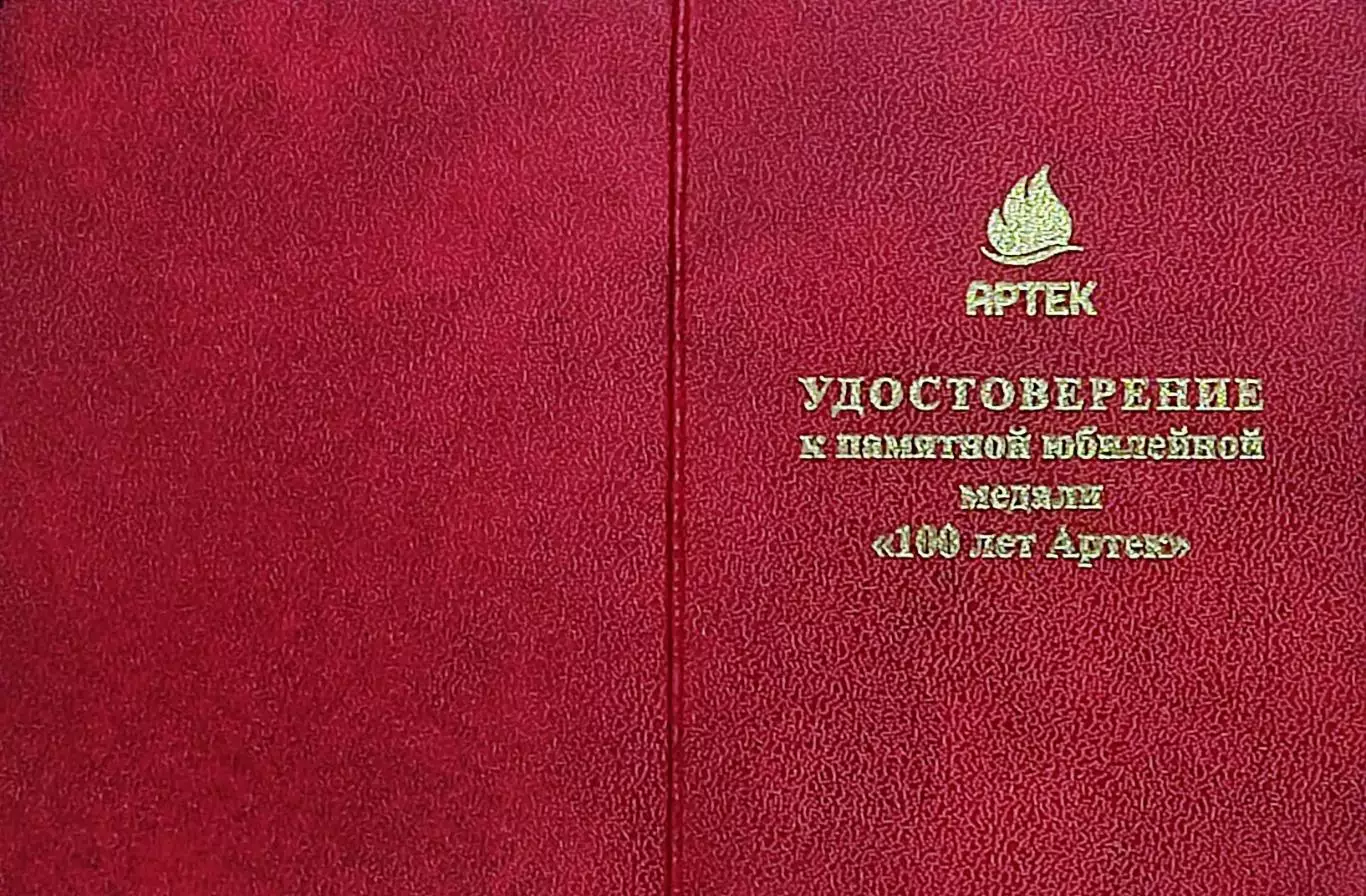 АРТЕК
УДОСТОВЕРЕНИЕ
к памятной юбилейной
медали
«100 лет Артек»